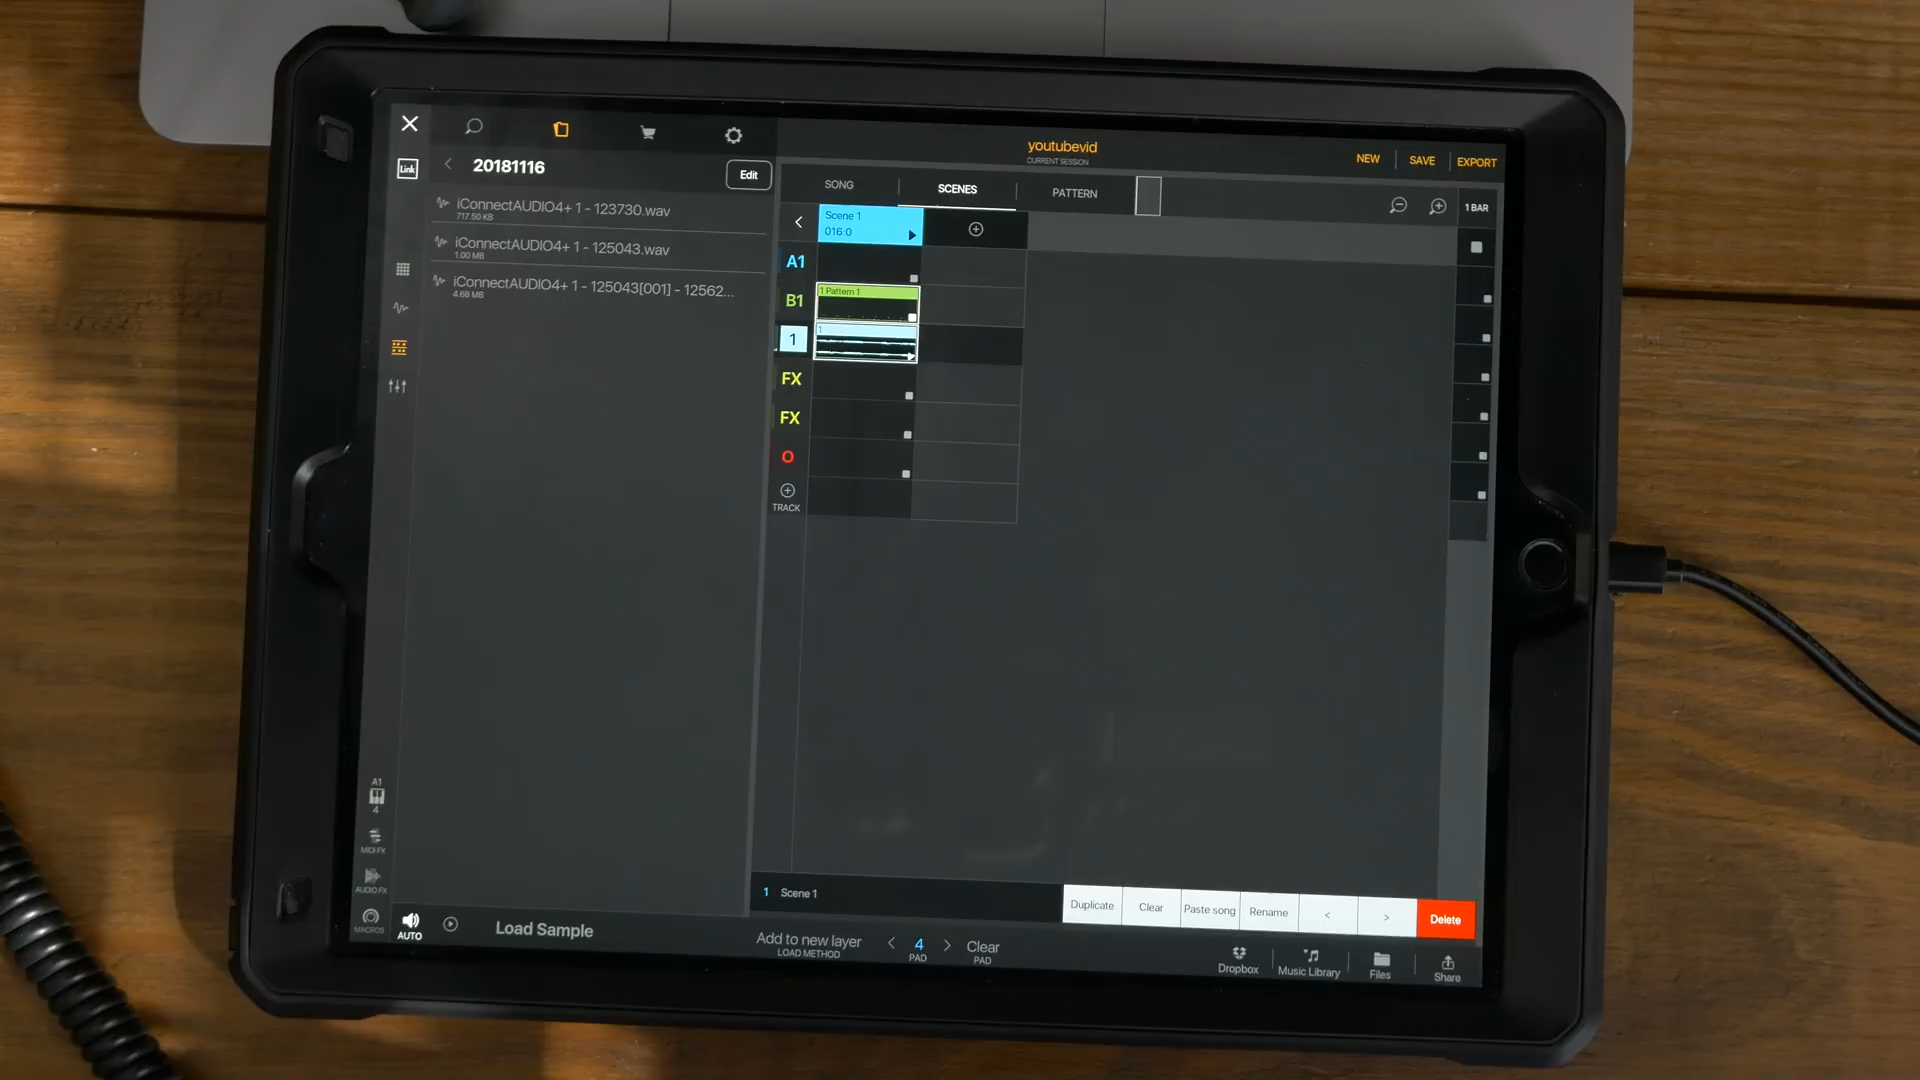 Link
20181116
Edit
iConnectAUDIO4+ 1 - 123730.wav
717.50 KB
iConnectAUDIO4+ 1 - 125043.wav
1.00 MB
iConnectAUDIO4+ 1 - 125043[001] - 12562...
4.68 MB
youtubevid
CURRENT SESSION
NEW
SAVE
EXPORT
SONG
SCENES
PATTERN
1 BAR
Scene 1
016:0
A1
B1
1 Pattern 1
1
1
FX
FX
O
TRACK
A1
4
MIDI FX
AUDIO FX
MACROS
AUTO
Load Sample
1 Scene 1
Duplicate
Clear
Paste song
Rename
<
>
Delete
Add to new layer
LOAD METHOD
< 4 >
PAD
Clear
PAD
Dropbox
Music Library
Files
Share